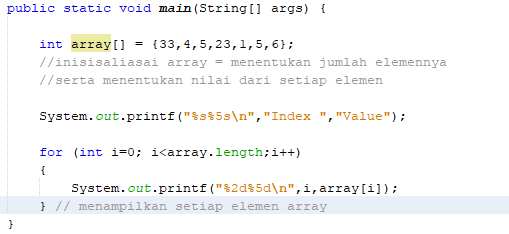 public static void main(String[] args) {
int array[] = {33,4,5,23,1,5,6};
//inisisaliasai array = menentukan jumlah elemennya
//serta menentukan nilai dari setiap elemen
System.out.printf("%s%5s\n","Index ","Value");
for (int i=0; i<array.length;i++)
{
System.out.printf("%2d%5d\n",i,array[i]);
} // menampilkan setiap elemen array
}